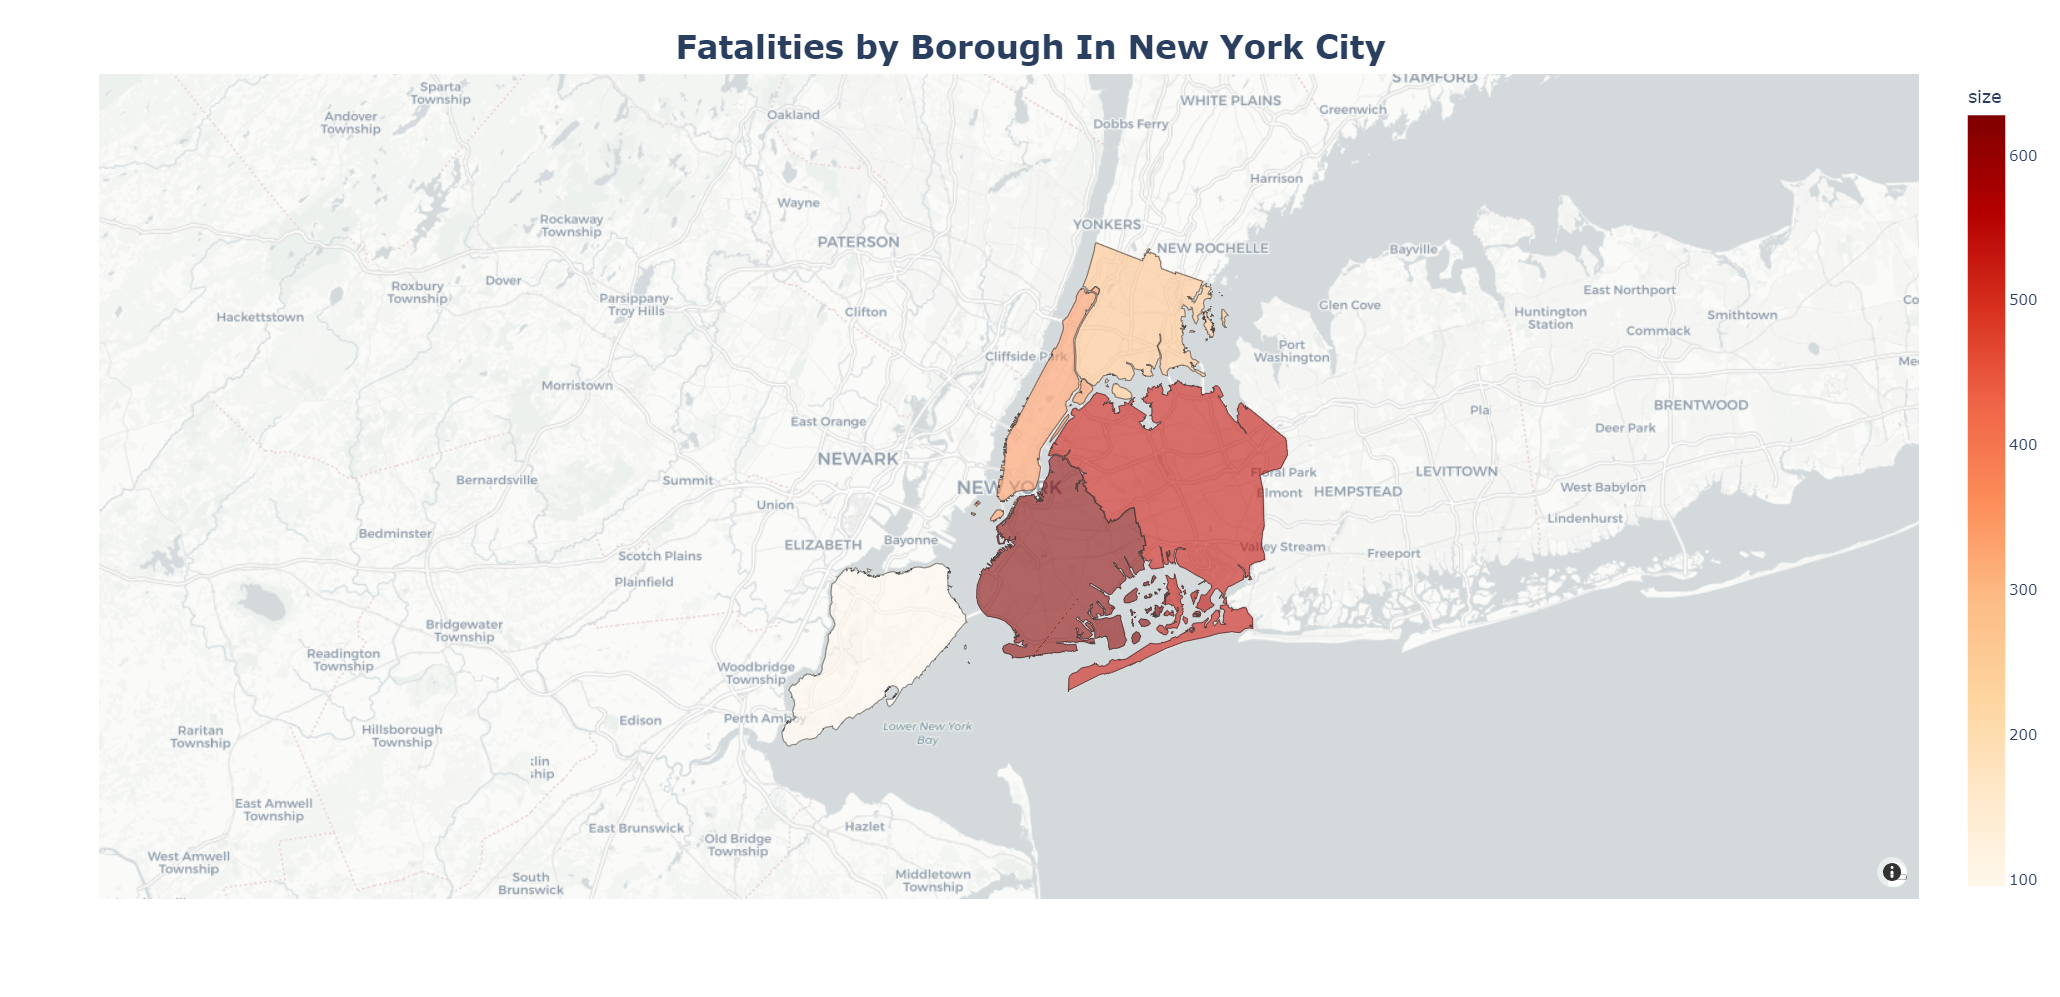 Fatalities by Borough In New York City
STAMFORD
Sparta
Township
WHITE PLAINS
Greenwich
Andover
Township
Oakland
Dobbs Ferry
Harrison
Wayne
Rockaway
Township
YONKERS
PATERSON
NEW ROCHELLE
Bayville
Dover
Roxbury
Township
Parsippany-
Troy Hills
East Northport
Glen Cove
Hackettstown
Clifton
Huntington
Station
Smithtown
Commack
Port
Washington
Cliffside Park
Morristown
BRENTWOOD
Pla
East Orange
Deer Park
NEWARK
Floral Park
LEVITTOWN
Bernardsville
Summit
NEW YORK
Elmont
HEMPSTEAD
West Babylon
Union
Lindenhurst
Bedminster
ELIZABETH
Bayonne
Valley Stream
Freeport
Scotch Plains
Plainfield
Bridgewater
Township
Readington
Township
Woodbridge
Township
Perth Amboy
Edison
Lower New York
Bay
Raritan
Township
Hillsborough
Township
klin
ship
East Amwell
Township
East Brunswick
Hazlet
Old Bridge
Township
West Amwell
Township
South
Brunswick
Middletown
Township
size
600
500
400
300
200
100